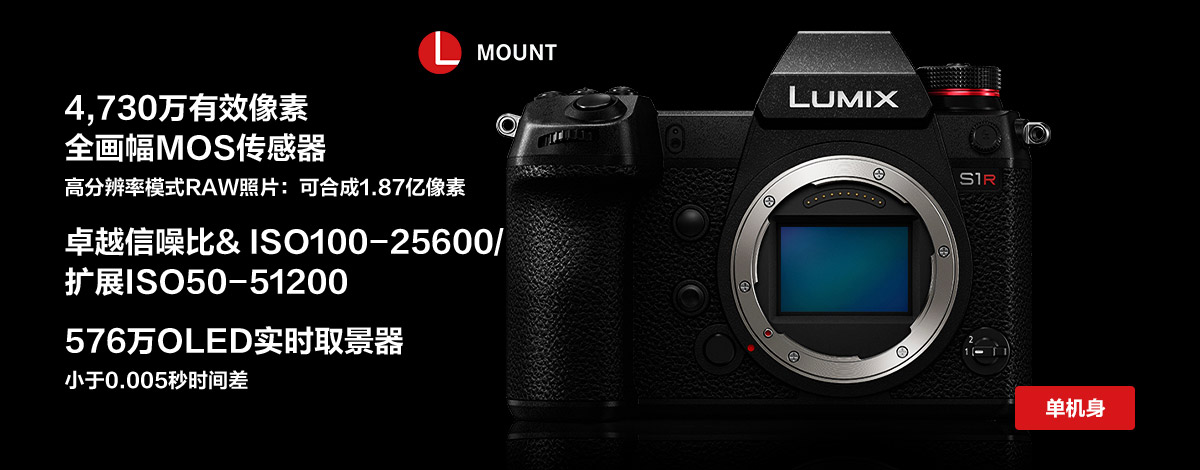 L MOUNT
4,730万有效像素
全画幅MOS传感器
高分辨率模式RAW照片：可合成1.87亿像素
卓越信噪比& ISO100-25600/
扩展ISO50-51200
576万OLED实时取景器
小于0.005秒时间差
LUMIX
S1R
2
1
单机身